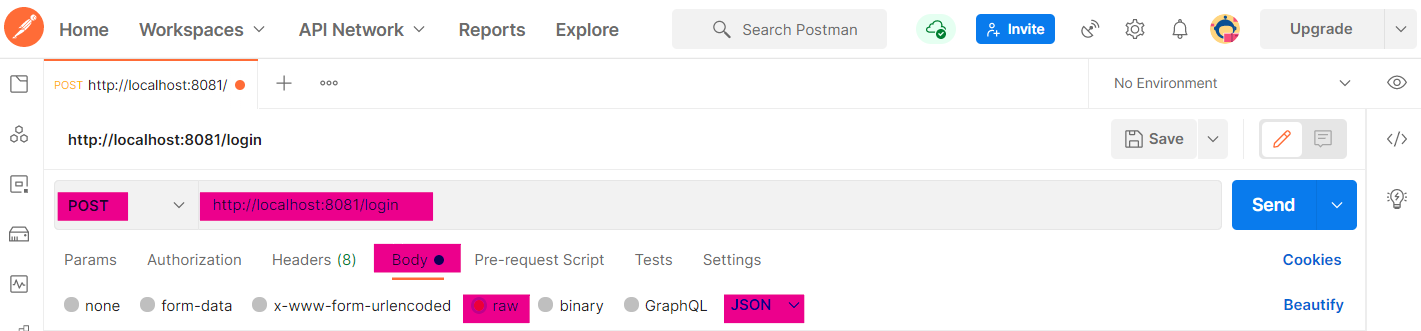 Home Workspaces API Network Reports Explore Search Postman Invite Upgrade
POST http://localhost:8081/ No Environment
http://localhost:8081/login Save
POST http://localhost:8081/login Send
Params Authorization Headers (8) Body Pre-request Script Tests Settings Cookies
none form-data x-www-form-urlencoded raw binary GraphQL JSON Beautify